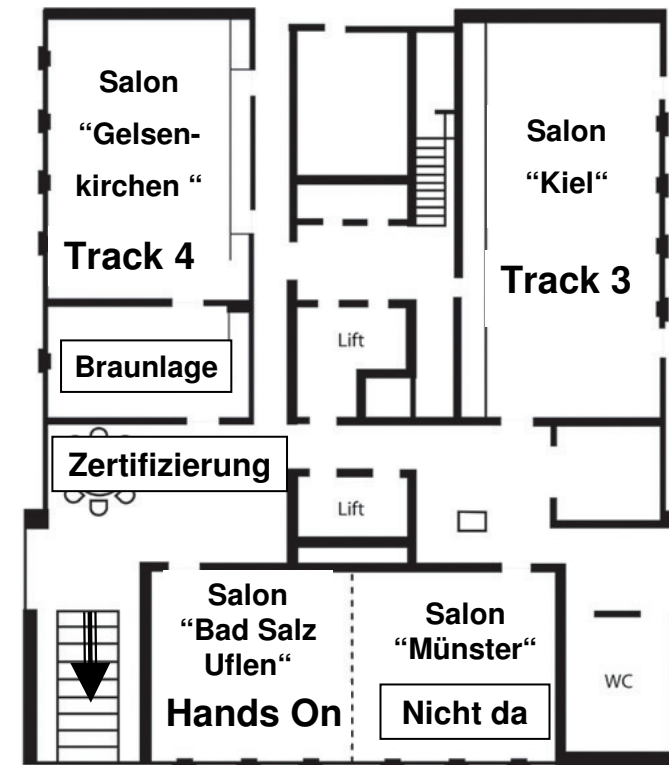 Salon
“Gelsen-
kirchen “
Track 4
Salon
“Kiel“
Track 3
Lift
Braunlage
Zertifizierung
Lift
Salon
“Bad Salz
Uflen“
Hands On
Salon
“Münster“
Nicht da
WC